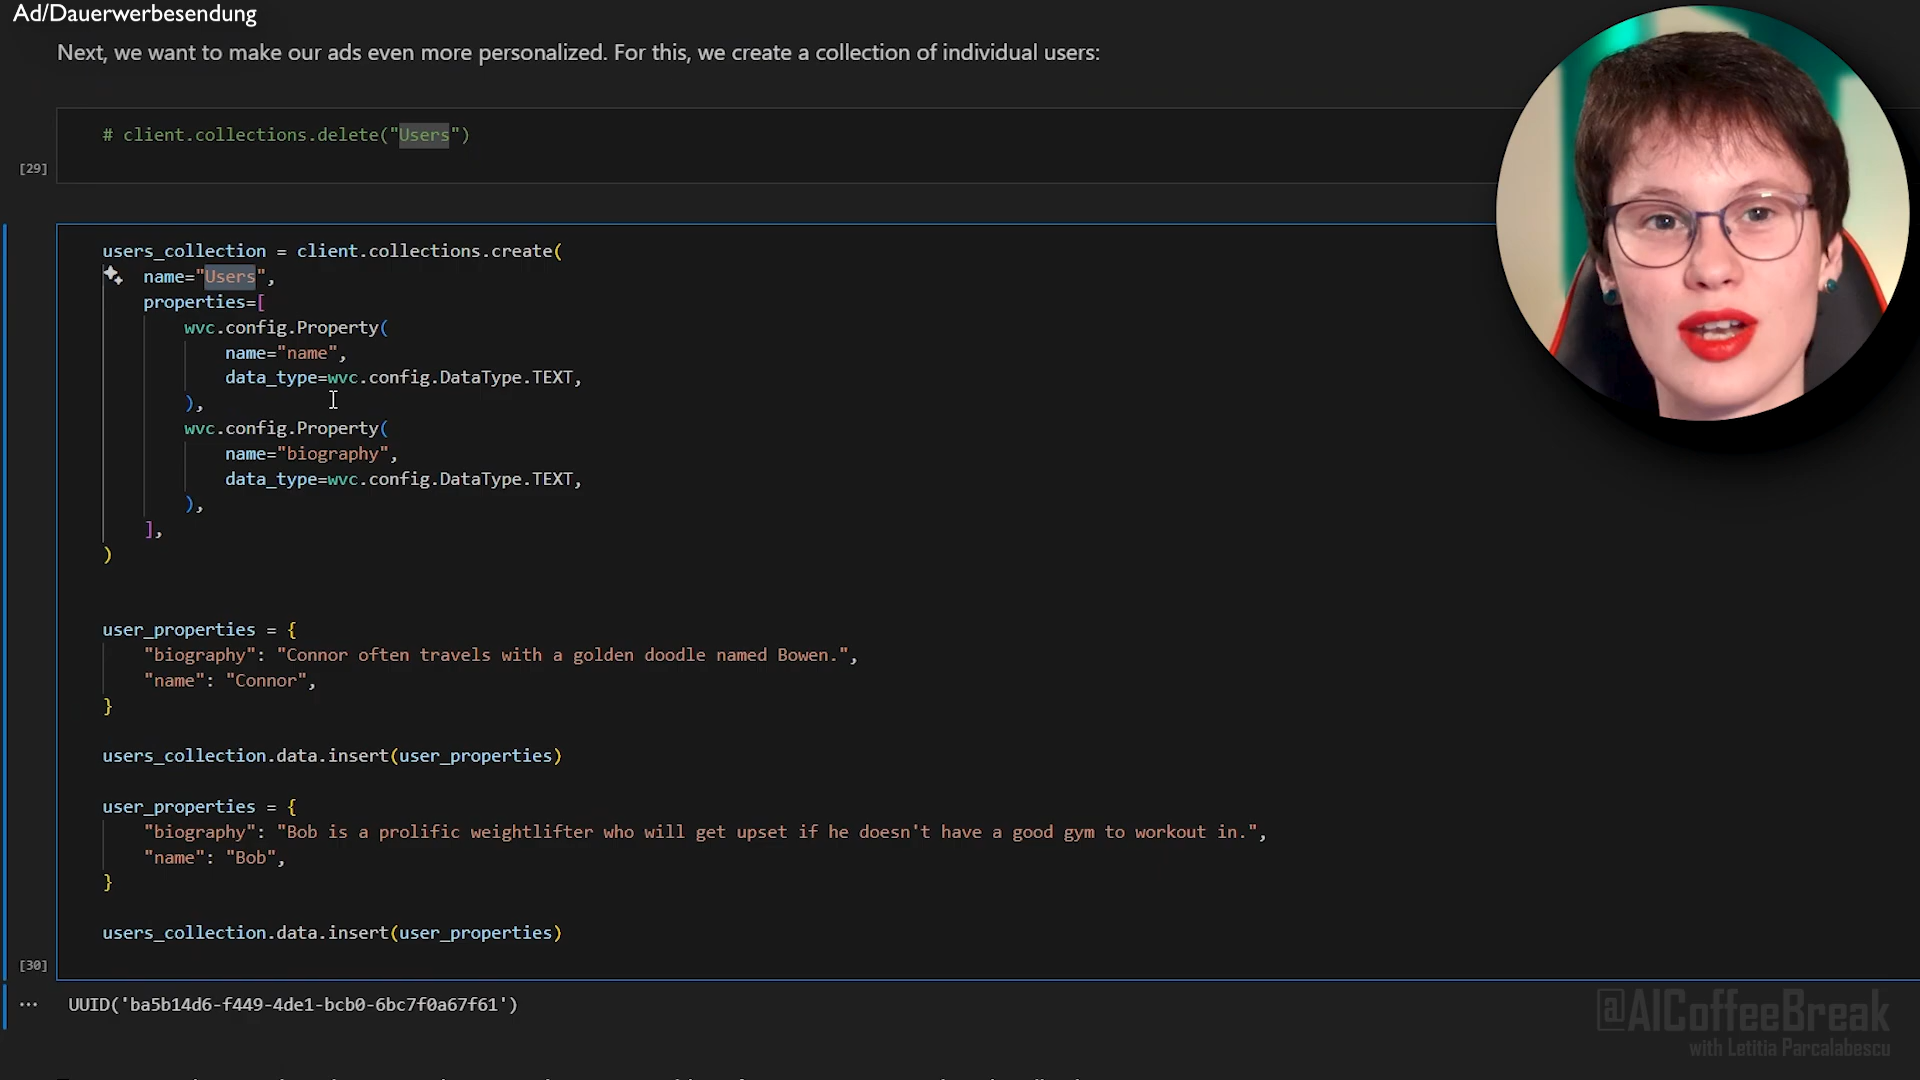 Ad/Dauerwerbesendung
Next, we want to make our ads even more personalized. For this, we create a collection of individual users:
# client.collections.delete("Users")
[29]
users_collection = client.collections.create(
name="Users",
properties=[
wvc.config.Property(
name="name",
data_type=wvc.config.DataType.TEXT,
),
wvc.config.Property(
name="biography",
data_type=wvc.config.DataType.TEXT,
),
],
)
user_properties = {
"biography": "Connor often travels with a golden doodle named Bowen.",
"name": "Connor",
}
users_collection.data.insert(user_properties)
user_properties = {
"biography": "Bob is a prolific weightlifter who will get upset if he doesn't have a good gym to workout in.",
"name": "Bob",
}
users_collection.data.insert(user_properties)
[30]
... UUID('ba5b14d6-f449-4de1-bcb0-6bc7f0a67f61')
@AICoffeeBreak
with Letitia Parcalabescu